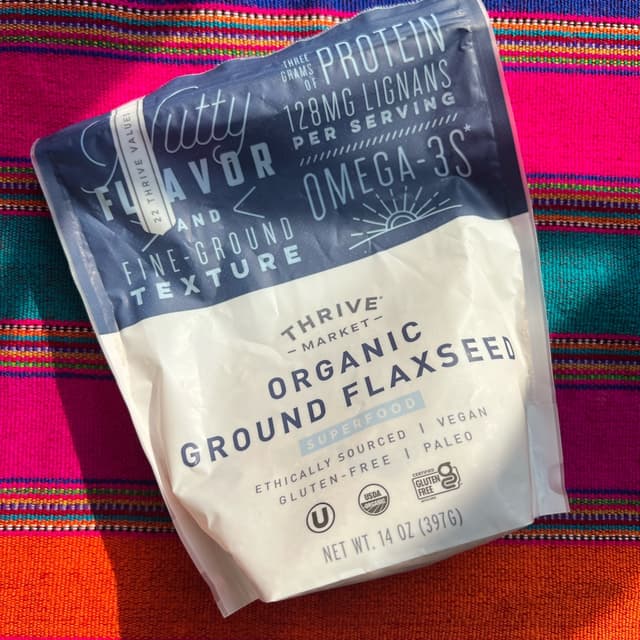 Nutty
FLAVOR
AND
FINE-GROUND
TEXTURE
'22 THRIVE VALUE!
THREE
GRAMS
OF
PROTEIN
128MG LIGNANS
PER SERVING
OMEGA-3S*
THRIVE
MARKET
ORGANIC
GROUND FLAXSEED
SUPERFOOD
ETHICALLY SOURCED | VEGAN
GLUTEN-FREE | PALEO
U
USDA
ORGANIC
CERTIFIED
GLUTEN
FREE
NET WT. 14 OZ (397G)